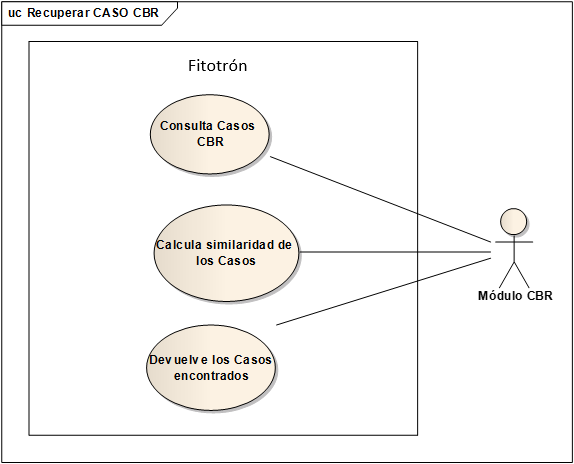 uc Recuperar CASO CBR
Fitotrón
Consulta Casos
CBR
Calcula similaridad de
los Casos
Devuelve los Casos
encontrados
Módulo CBR